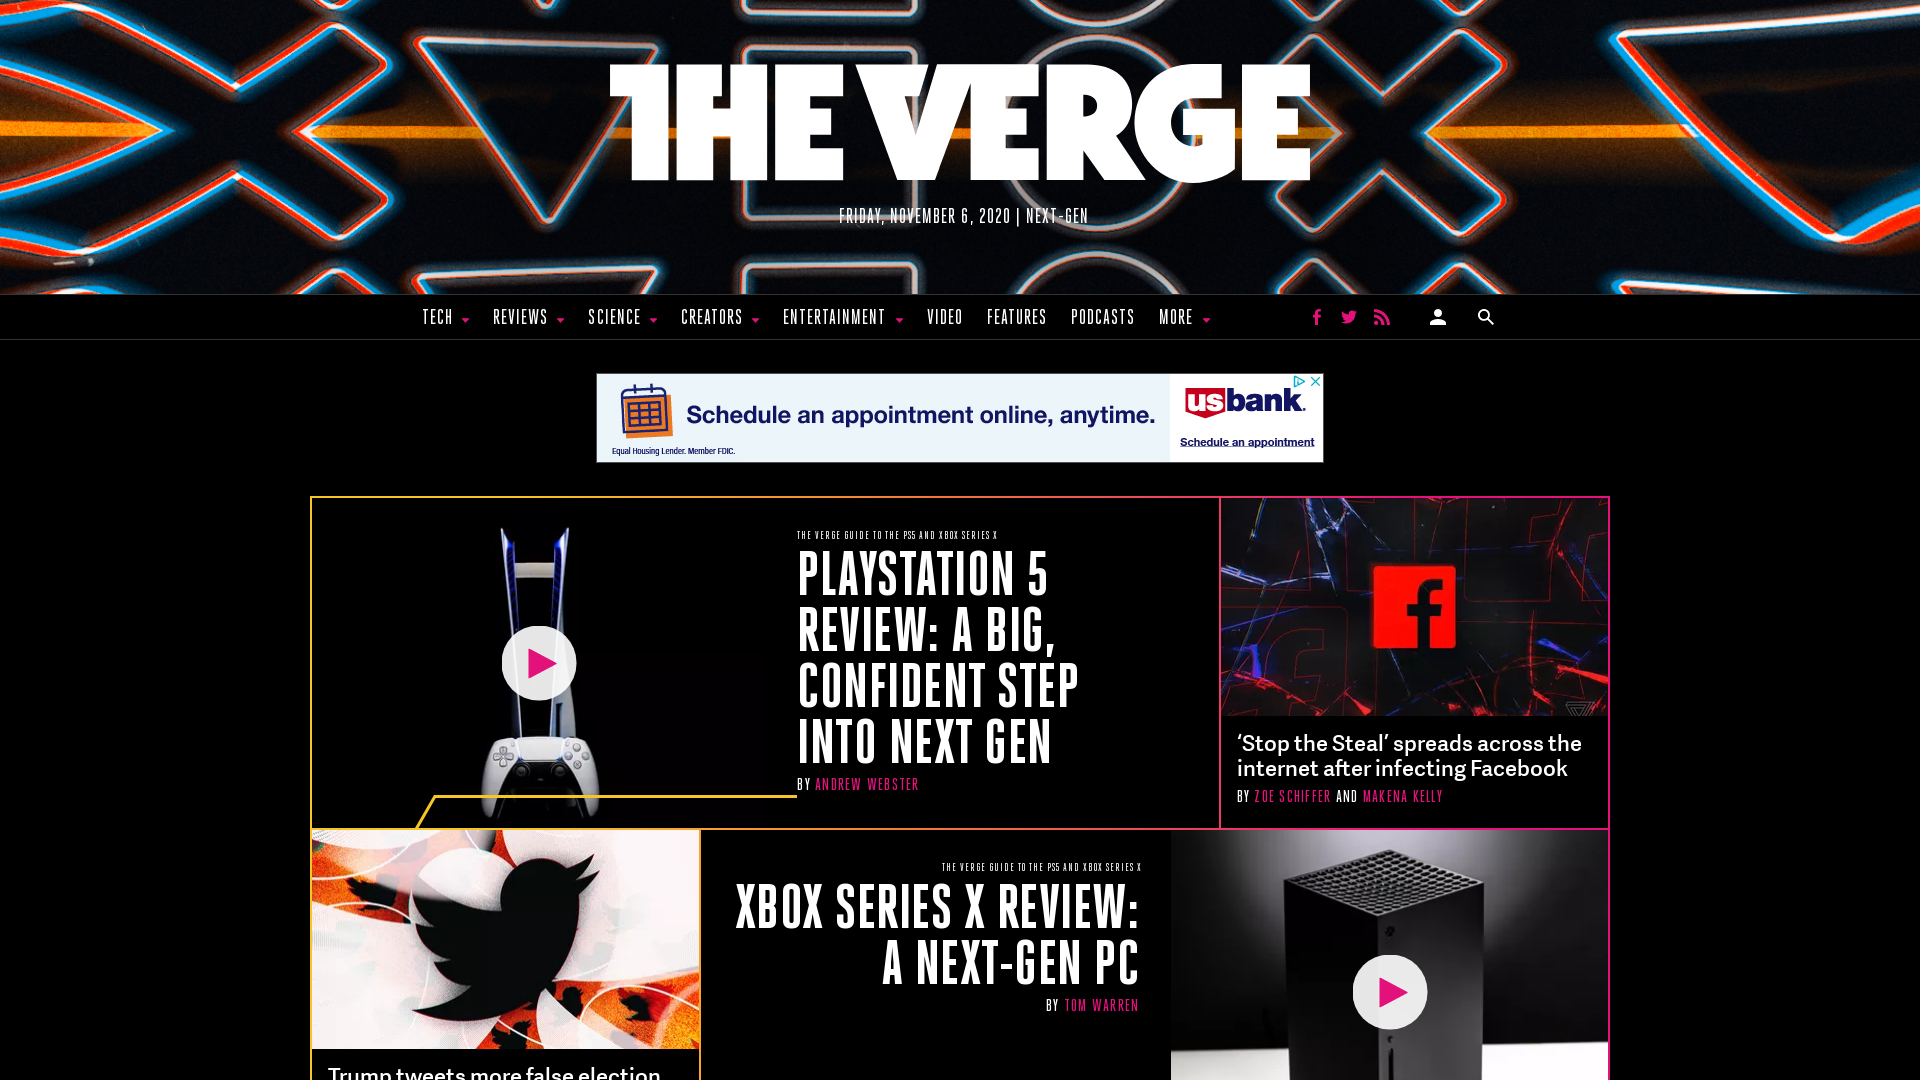 THE VERGE
FRIDAY, NOVEMBER 6, 2020 | NEXT-GEN
TECH REVIEWS SCIENCE CREATORS ENTERTAINMENT VIDEO FEATURES PODCASTS MORE
Schedule an appointment online, anytime.
Equal Housing Lender. Member FDIC.
usbank.
Schedule an appointment
THE VERGE GUIDE TO THE PS5 AND XBOX SERIES X
PLAYSTATION 5
REVIEW: A BIG,
CONFIDENT STEP
INTO NEXT GEN
BY ANDREW WEBSTER
‘Stop the Steal’ spreads across the
internet after infecting Facebook
BY ZOE SCHIFFER AND MAKENA KELLY
Trump tweets more false election
THE VERGE GUIDE TO THE PS5 AND XBOX SERIES X
XBOX SERIES X REVIEW:
A NEXT-GEN PC
BY TOM WARREN